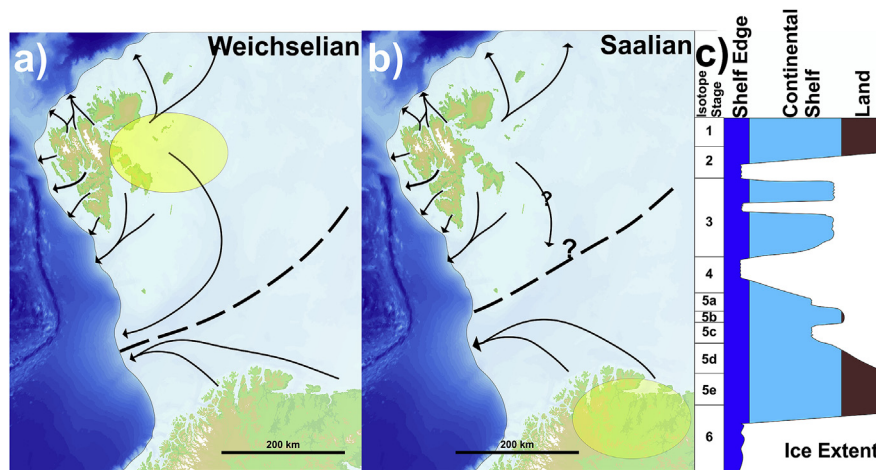 a)
Weichselian
200 km
b)
Saalian
?
?
200 km
c)
Isotope
Stage
Shelf Edge
Continental
Shelf
Land
1
2
3
4
5a
5b
5c
5d
5e
6
Ice Extent